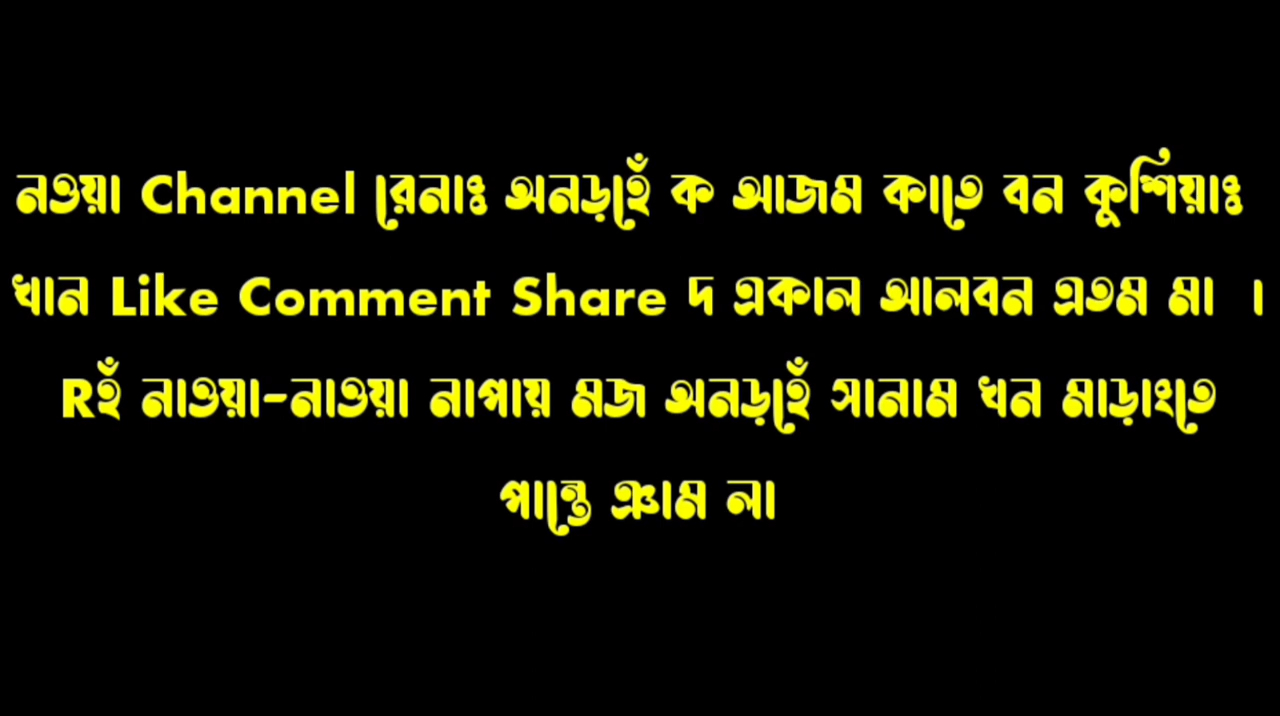 নওয়া Channel রেনাঃ অনড়হেঁ ক আজম কাতে বন কুশিয়াঃ
খান Like Comment Share দ একাল আলবন এতম মা ।
Rহঁ নাওয়া-নাওয়া নাপায় মজ অনড়হেঁ সানাম খন মাড়াংতে
পান্তে ঞাম লা